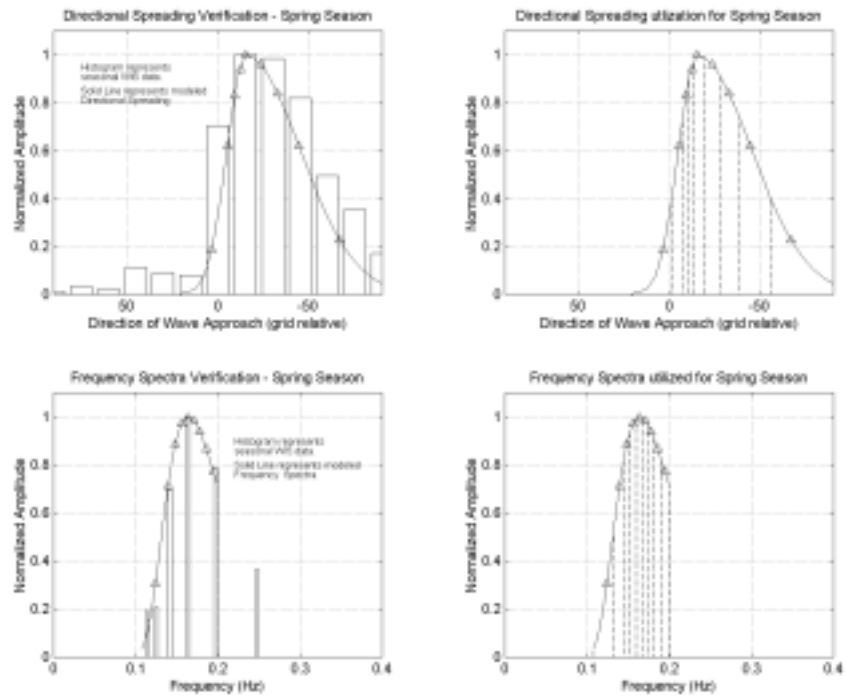 Directional Spreading Verification - Spring Season
Normalized Amplitude
1
0.8
0.6
0.4
0.2
0
Histogram represents
seasonal WIS data.
Solid Line represents modeled
Directional Spreading.
50
0
-50
Direction of Wave Approach (grid relative)
Directional Spreading utlization for Spring Season
Normalized Amplitude
1
0.8
0.6
0.4
0.2
0
50
0
-50
Direction of Wave Approach (grid relative)
Frequency Spectra Verification - Spring Season
Normalized Amplitude
1
0.8
0.6
0.4
0.2
0
Histogram represents
seasonal WIS data.
Solid Line represents modeled
Frequency Spectra
0
0.1
0.2
0.3
0.4
Frequency (Hz)
Frequency Spectra utilized for Spring Season
Normalized Amplitude
1
0.8
0.6
0.4
0.2
0
0
0.1
0.2
0.3
0.4
Frequency (Hz)